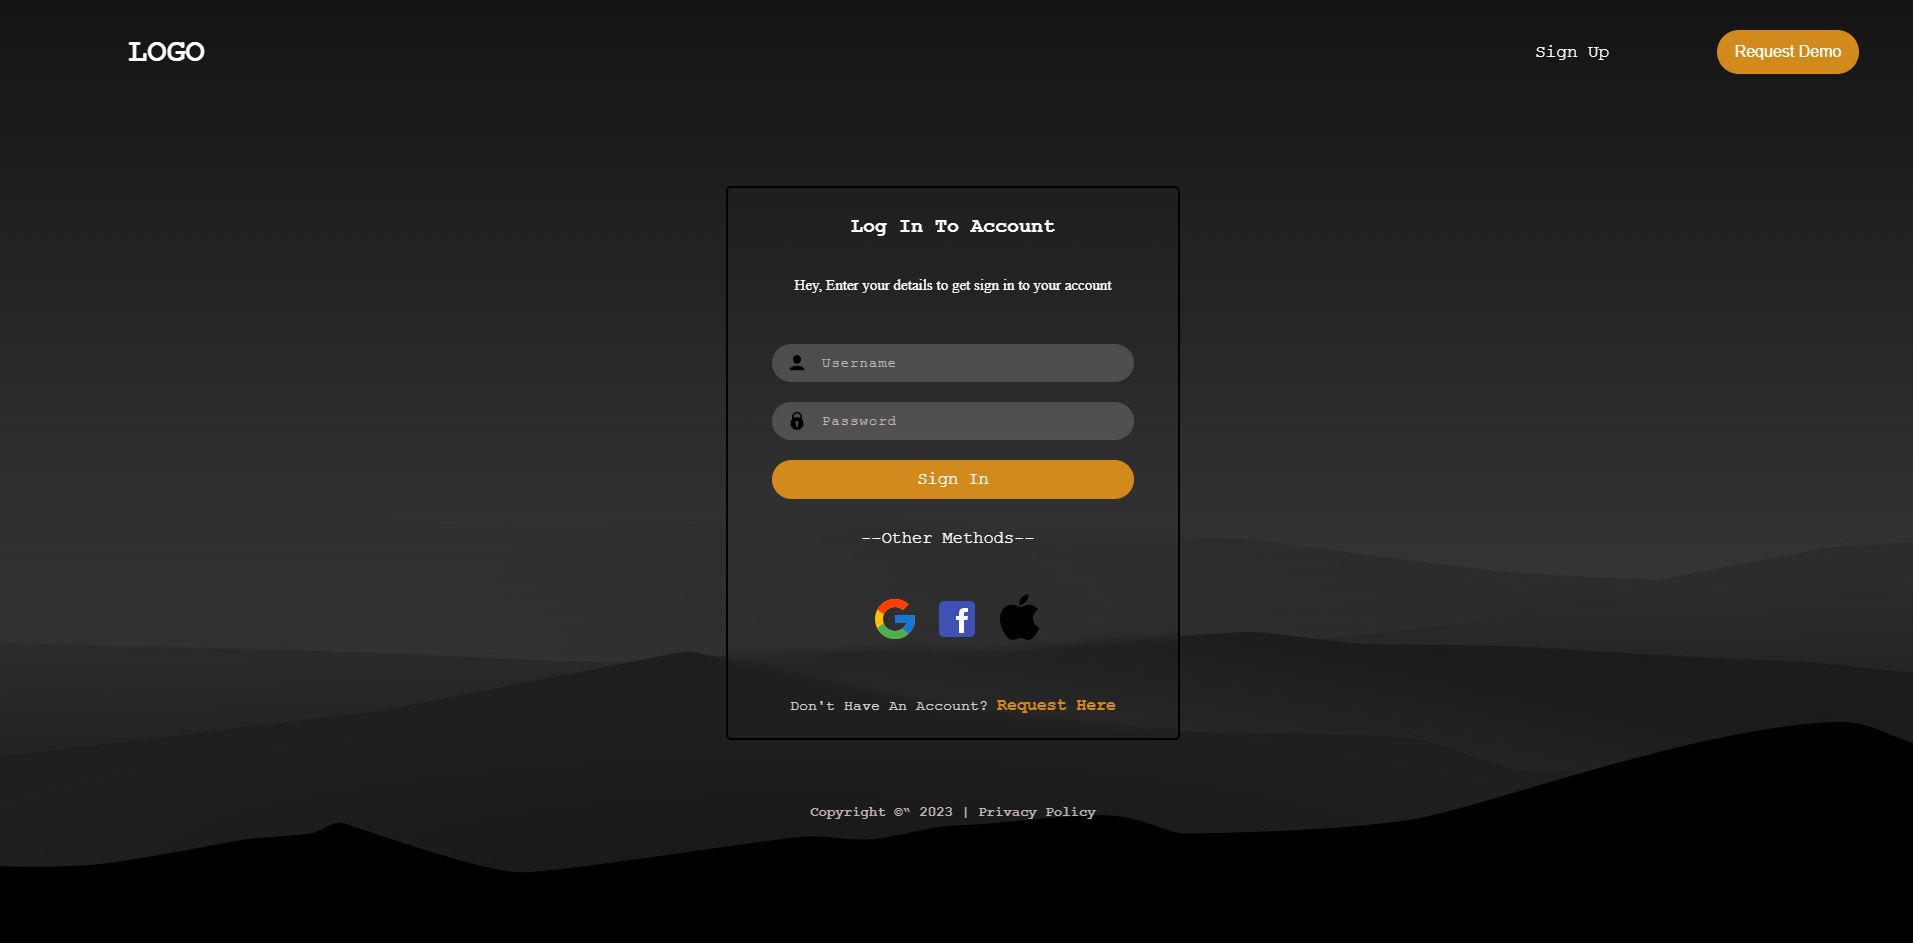 LOGO
Sign Up
Request Demo
Log In To Account
Hey, Enter your details to get sign in to your account
Username
Password
Sign In
--Other Methods--
Don't Have An Account? Request Here
Copyright ©“ 2023 | Privacy Policy